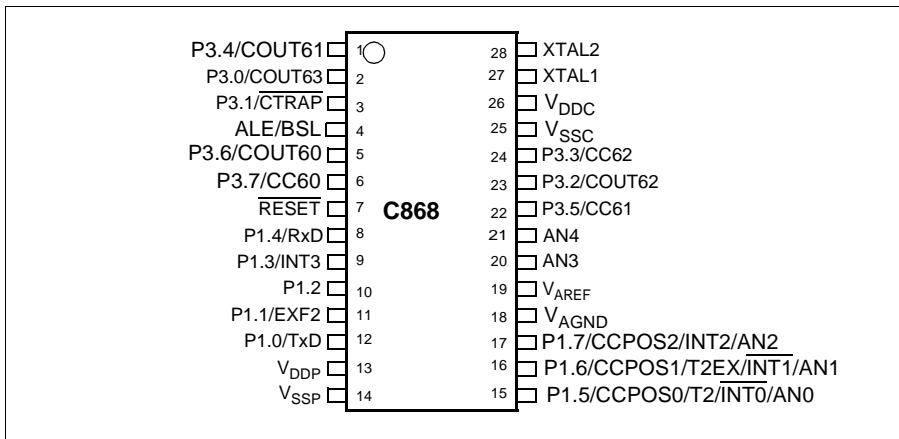 P3.4/COUT61 1
P3.0/COUT63 2
P3.1/CTRAP 3
ALE/BSL 4
P3.6/COUT60 5
P3.7/CC60 6
RESET 7
P1.4/RxD 8
P1.3/INT3 9
P1.2 10
P1.1/EXF2 11
P1.0/TxD 12
VDDP 13
VSSP 14
C868
28 XTAL2
27 XTAL1
26 VDDC
25 VSSC
24 P3.3/CC62
23 P3.2/COUT62
22 P3.5/CC61
21 AN4
20 AN3
19 VAREF
18 VAGND
17 P1.7/CCPOS2/INT2/AN2
16 P1.6/CCPOS1/T2EX/INT1/AN1
15 P1.5/CCPOS0/T2/INT0/AN0